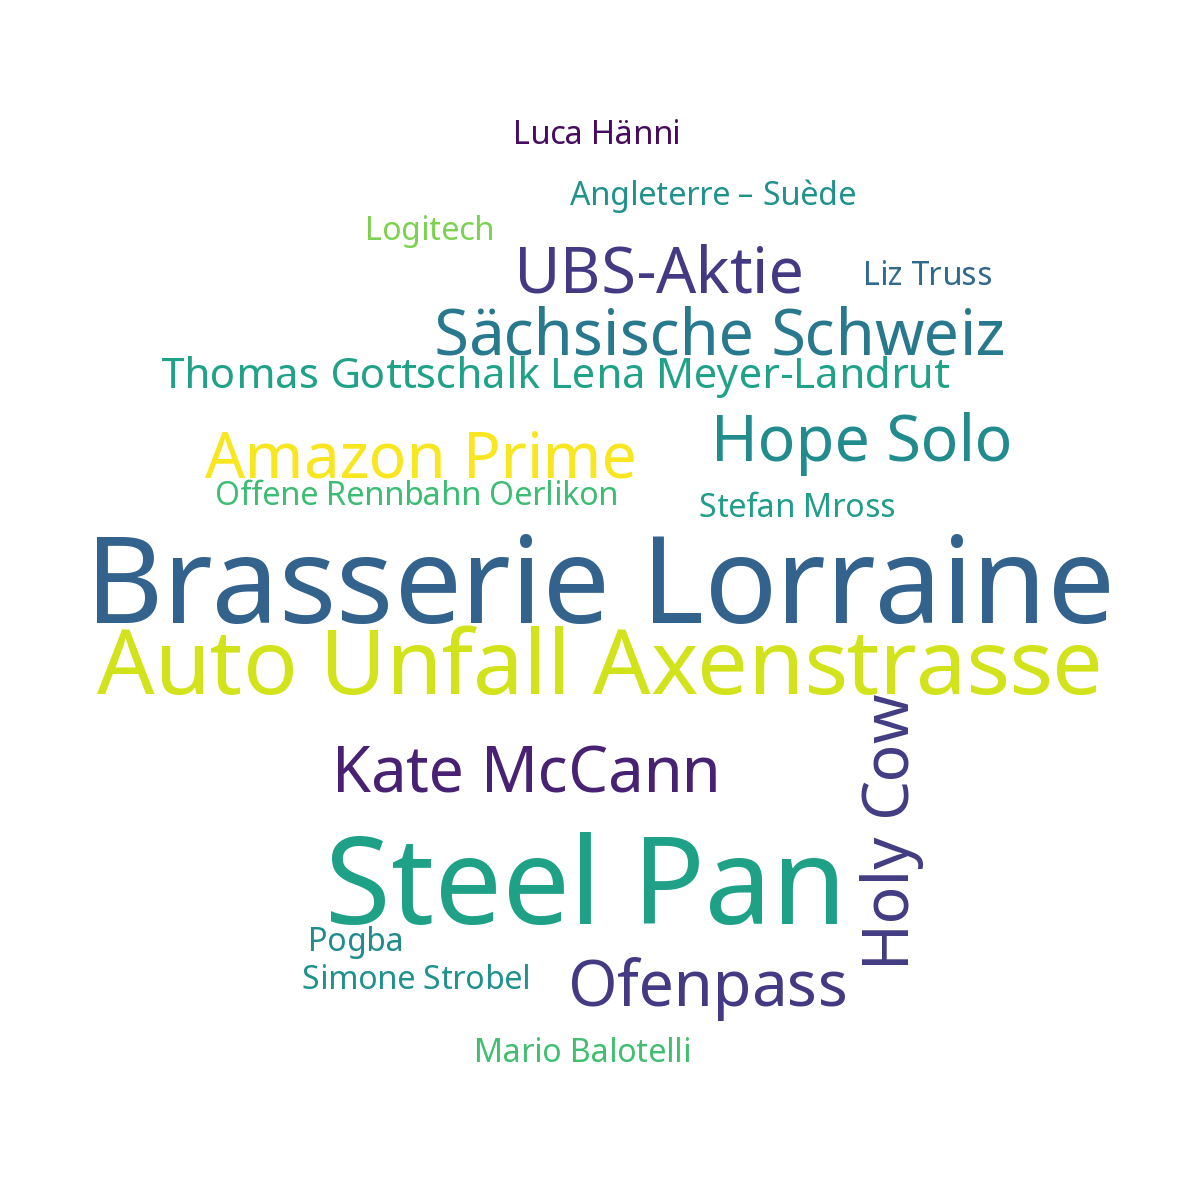 Luca Hänni
Angleterre – Suède
Logitech
UBS-Aktie
Liz Truss
Sächsische Schweiz
Thomas Gottschalk Lena Meyer-Landrut
Hope Solo
Amazon Prime
Offene Rennbahn Oerlikon
Stefan Mross
Brasserie Lorraine
Auto Unfall Axenstrasse
Kate McCann
Holy Cow
Steel Pan
Pogba
Simone Strobel
Ofenpass
Mario Balotelli